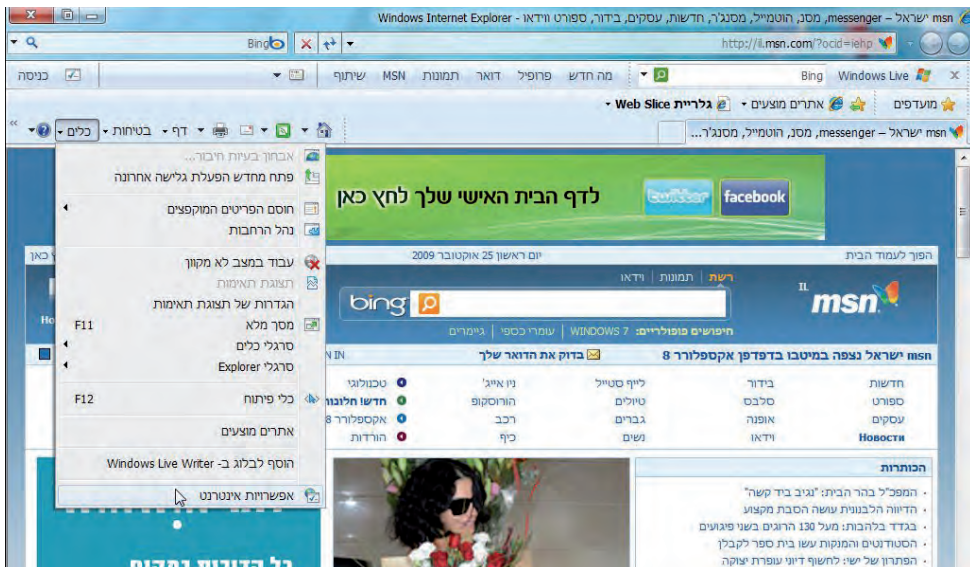 msn ישראל – messenger, מסנ, הוטמייל, מסנג'ר, חדשות, עסקים, בידור, ספורט ווידאו - Windows Internet Explorer
http://il.msn.com/?ocid=iehp
Bing
Windows Live
Bing
מה חדש
פרופיל
דואר
תמונות
MSN
שיתוף
כניסה
מועדפים
אתרים מוצעים
גלריית Web Slice
msn ישראל – messenger, מסנ, הוטמייל, מסנג'ר...
דף
בטיחות
כלים
אבחון בעיות חיבור...
פתח מחדש הפעלת גלישה אחרונה
חוסם הפריטים המוקפצים
נהל הרחבות
עבוד במצב לא מקוון
תצוגת תאימות
הגדרות של תצוגת תאימות
מסך מלא F11
סרגלי כלים
סרגלי Explorer
כלי פיתוח F12
אתרים מוצעים
הוסף לבלוג ב- Windows Live Writer
אפשרויות אינטרנט
לדף הבית האישי שלך לחץ כאן
twitter
facebook
הפוך לעמוד הבית
יום ראשון 25 אוקטובר 2009
כאן
IL
msn
רשת | תמונות | וידאו
bing
חיפושים פופולריים: WINDOWS 7 | עומרי כספי | גיימרים
Ho
msn ישראל נצפה במיטבו בדפדפן אקספלורר 8
בדוק את הדואר שלך
N IN
חדשות
בידור
לייף סטייל
ניו אייג'
טכנולוגי
ספורט
סלבס
טיולים
הורוסקופ
חדש! חלונות
עסקים
אופנה
גברים
רכב
אקספלורר 8
Новости
וידאו
נשים
כיף
הורדות
הכותרות
המפכ"ל בהר הבית: "נגיב ביד קשה"
הדיווה הלבנונית עושה הסבת מקצוע
בגדד בלהבות: מעל 130 הרוגים בשני פיגועים
הסטודנטים והמנקות עשו בית ספר לקבלן
הפתרון של ישי: לחשוף דיוני עופרת יצוקה